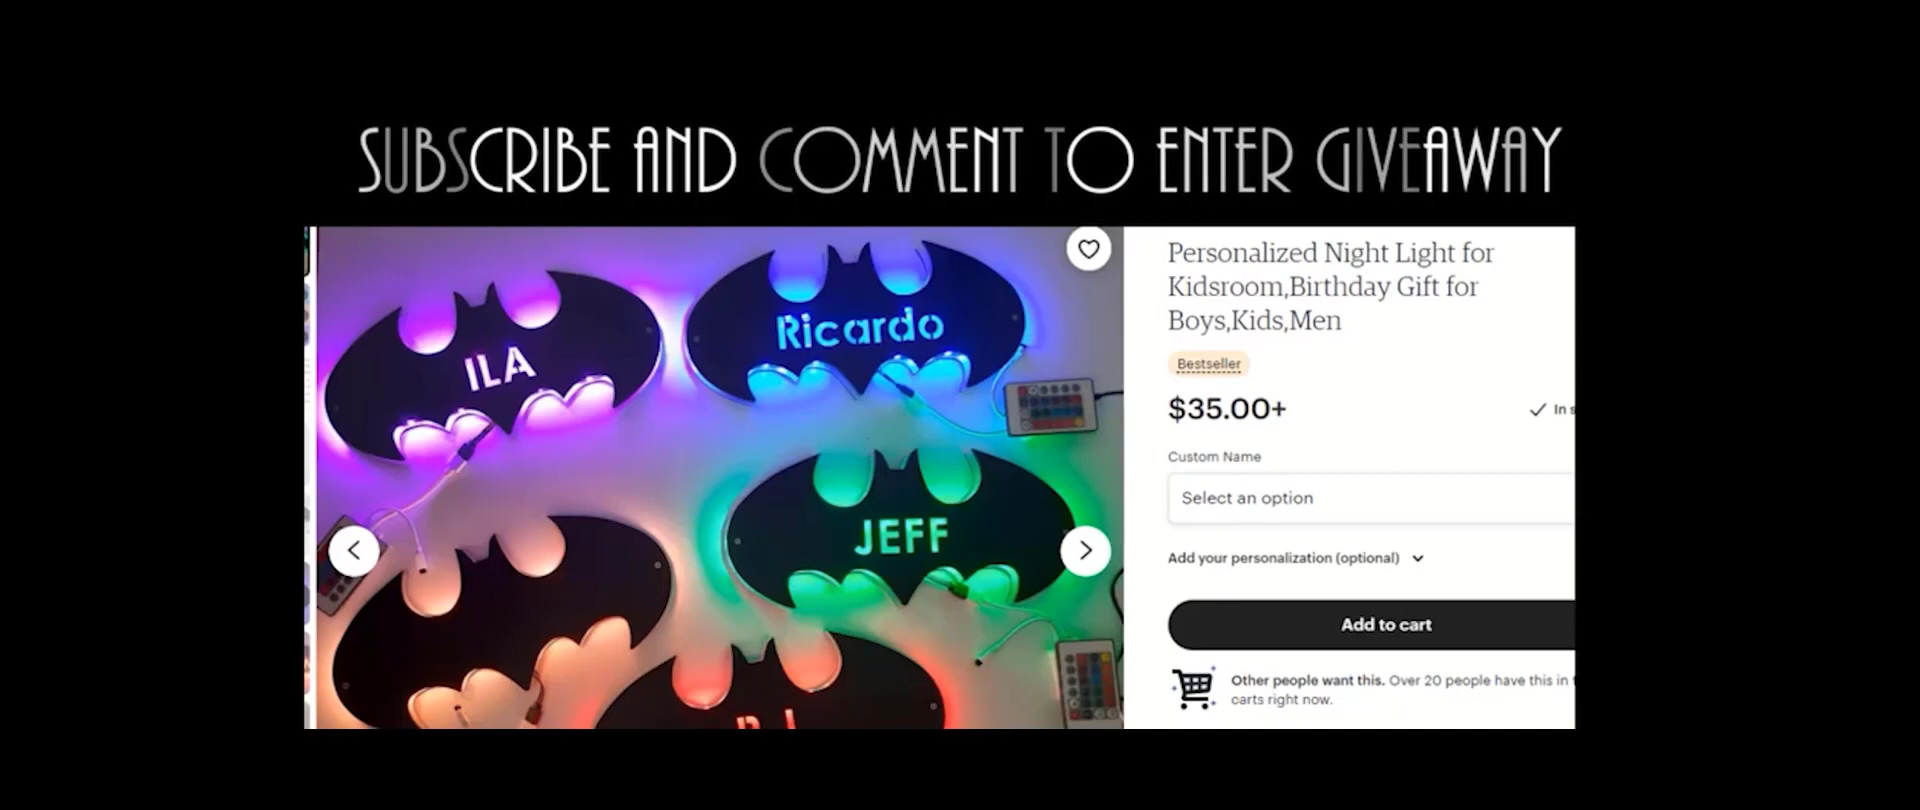 SUBSCRIBE AND COMMENT TO ENTER GIVEAWAY
ILA
Ricardo
JEFF
Personalized Night Light for
Kidsroom,Birthday Gift for
Boys,Kids,Men
Bestseller
$35.00+
In s
Custom Name
Select an option
Add your personalization (optional)
Add to cart
Other people want this. Over 20 people have this in
carts right now.